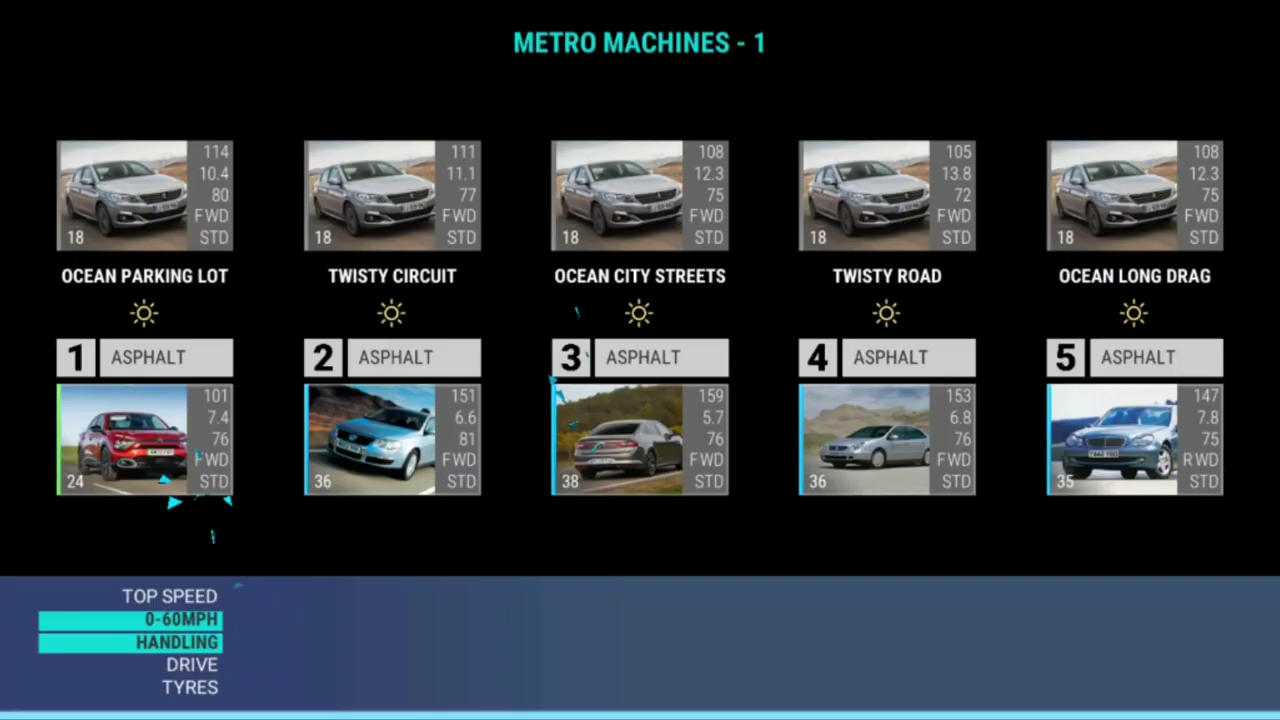 METRO MACHINES - 1
114
10.4
80
FWD
STD
18
111
11.1
77
FWD
STD
18
108
12.3
75
FWD
STD
18
105
13.8
72
FWD
STD
18
108
12.3
75
FWD
STD
18
OCEAN PARKING LOT
TWISTY CIRCUIT
OCEAN CITY STREETS
TWISTY ROAD
OCEAN LONG DRAG
1 ASPHALT
2 ASPHALT
3 ASPHALT
4 ASPHALT
5 ASPHALT
101
7.4
76
FWD
STD
24
151
6.6
81
FWD
STD
36
159
5.7
76
FWD
STD
38
153
6.8
76
FWD
STD
36
147
7.8
75
RWD
STD
35
TOP SPEED
0-60MPH
HANDLING
DRIVE
TYRES